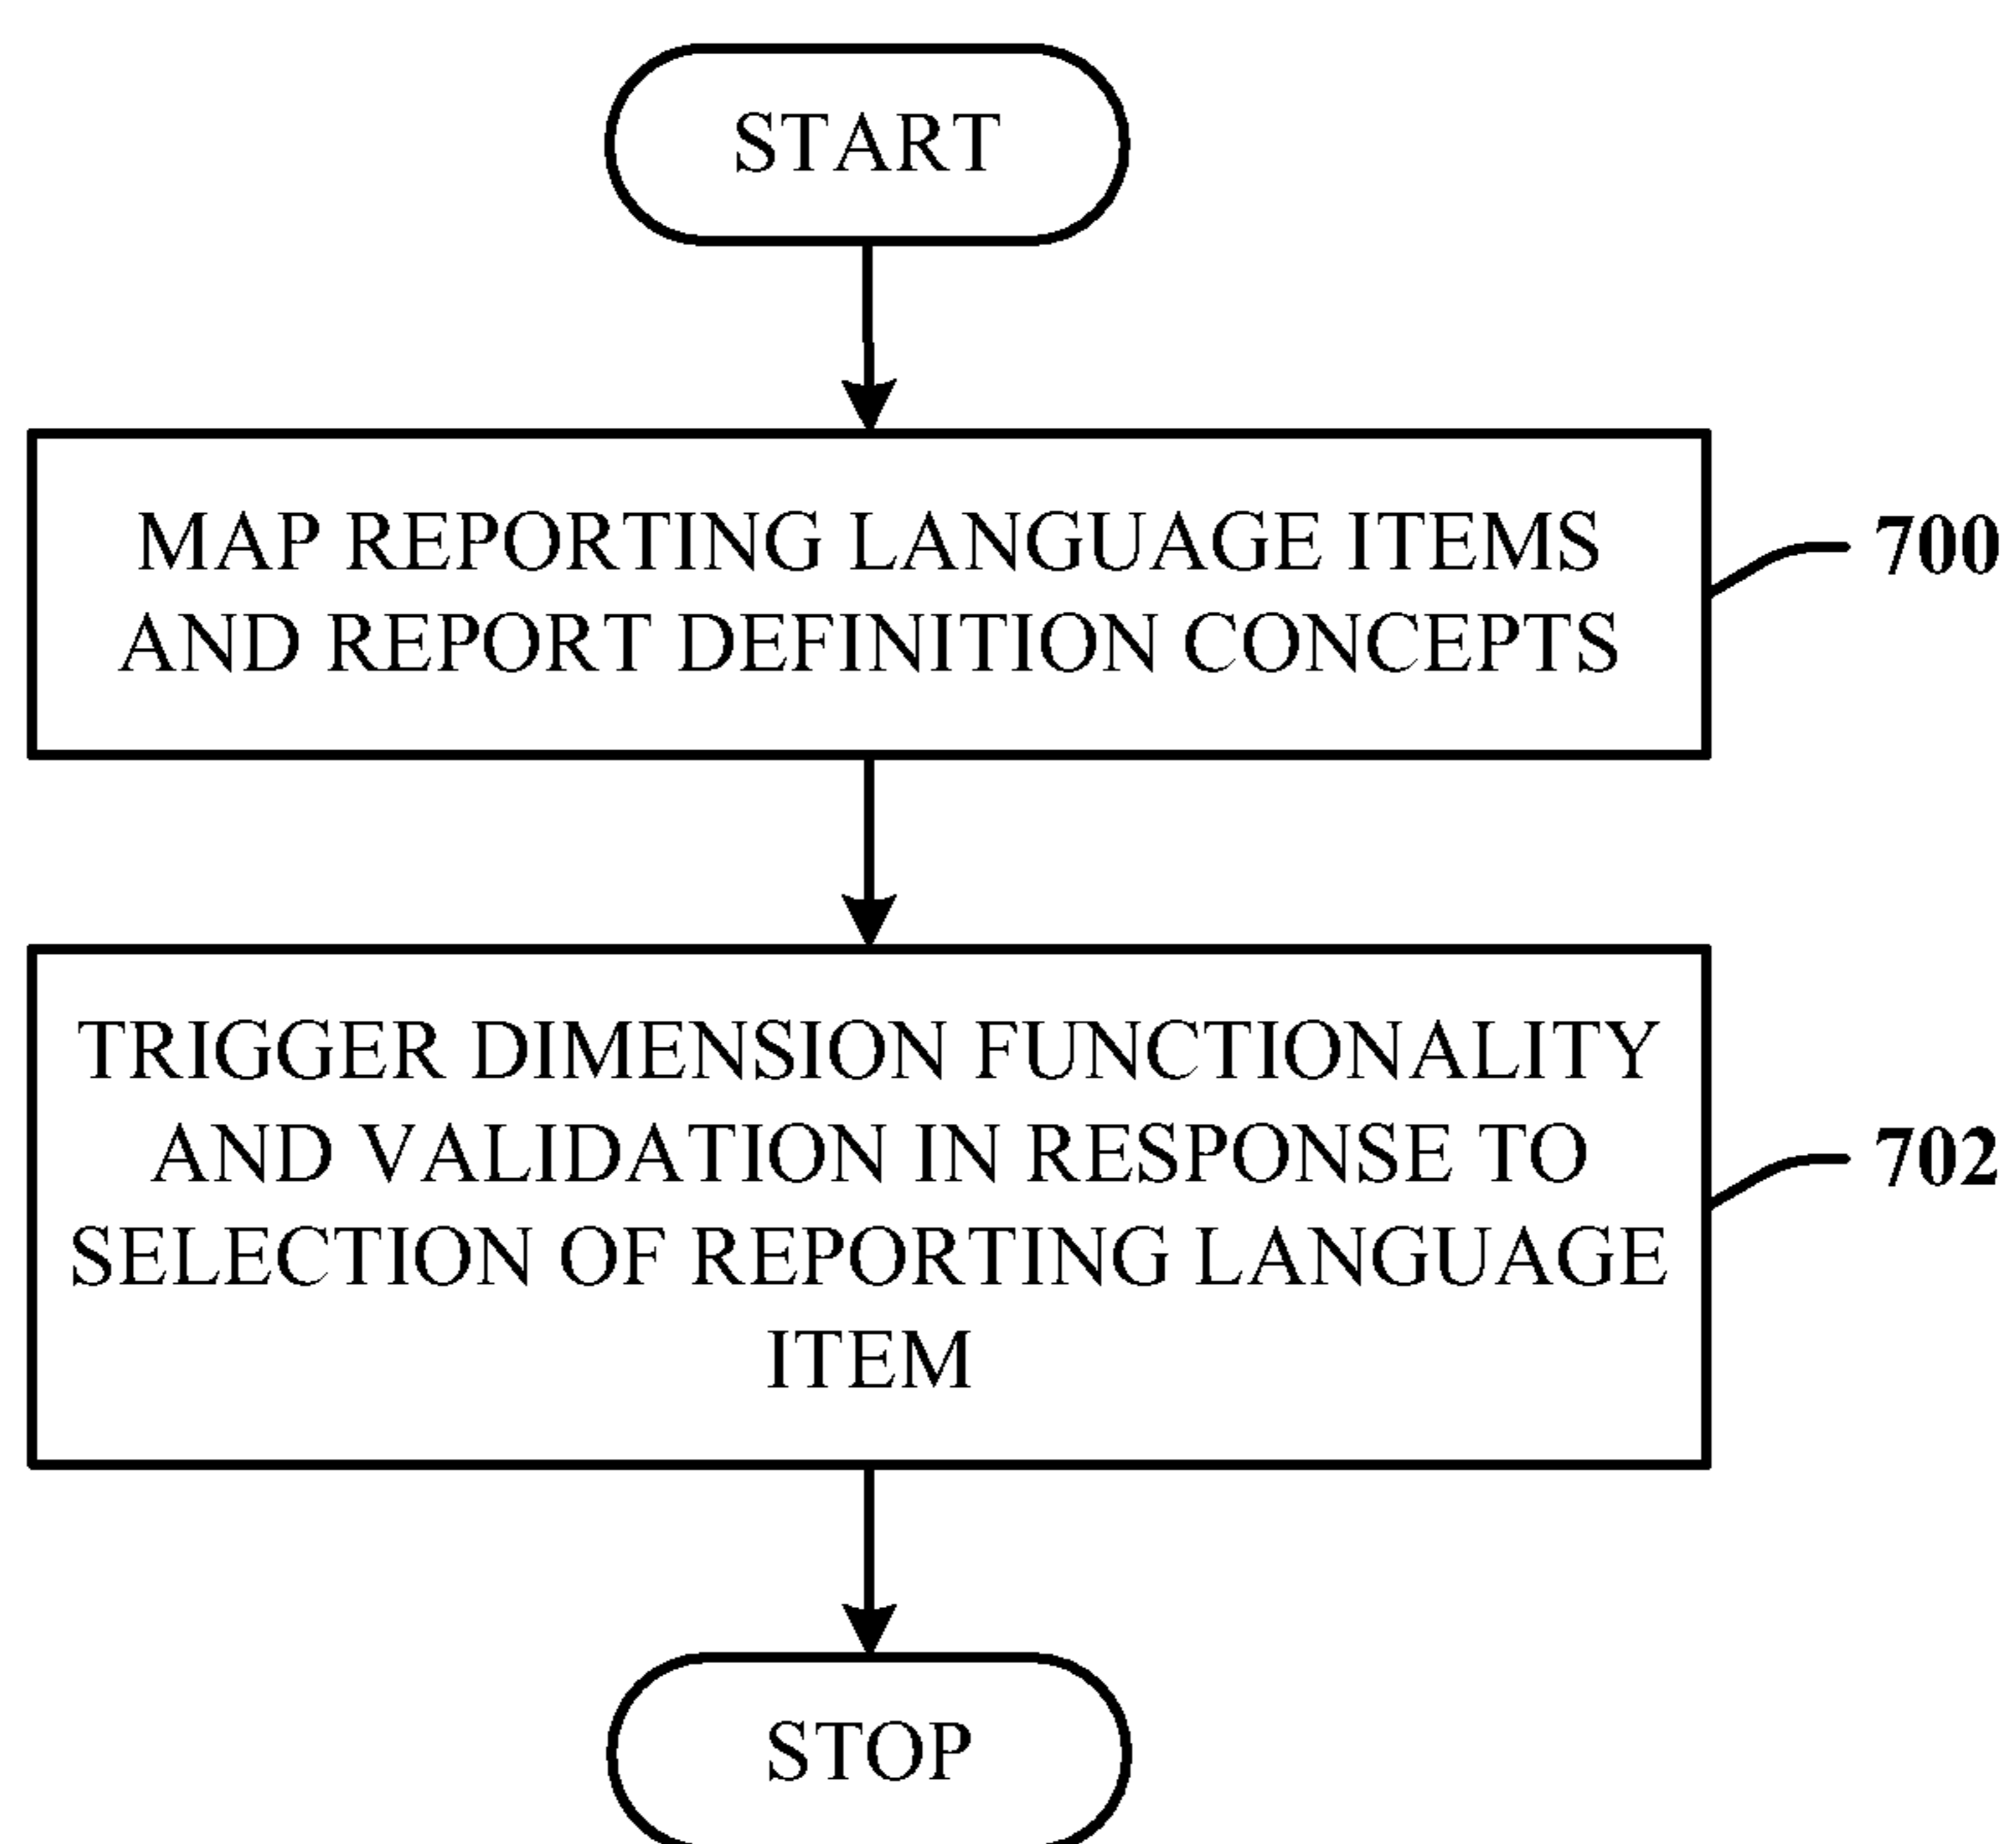 START
MAP REPORTING LANGUAGE ITEMS
AND REPORT DEFINITION CONCEPTS
700
TRIGGER DIMENSION FUNCTIONALITY
AND VALIDATION IN RESPONSE TO
SELECTION OF REPORTING LANGUAGE
ITEM
702
STOP